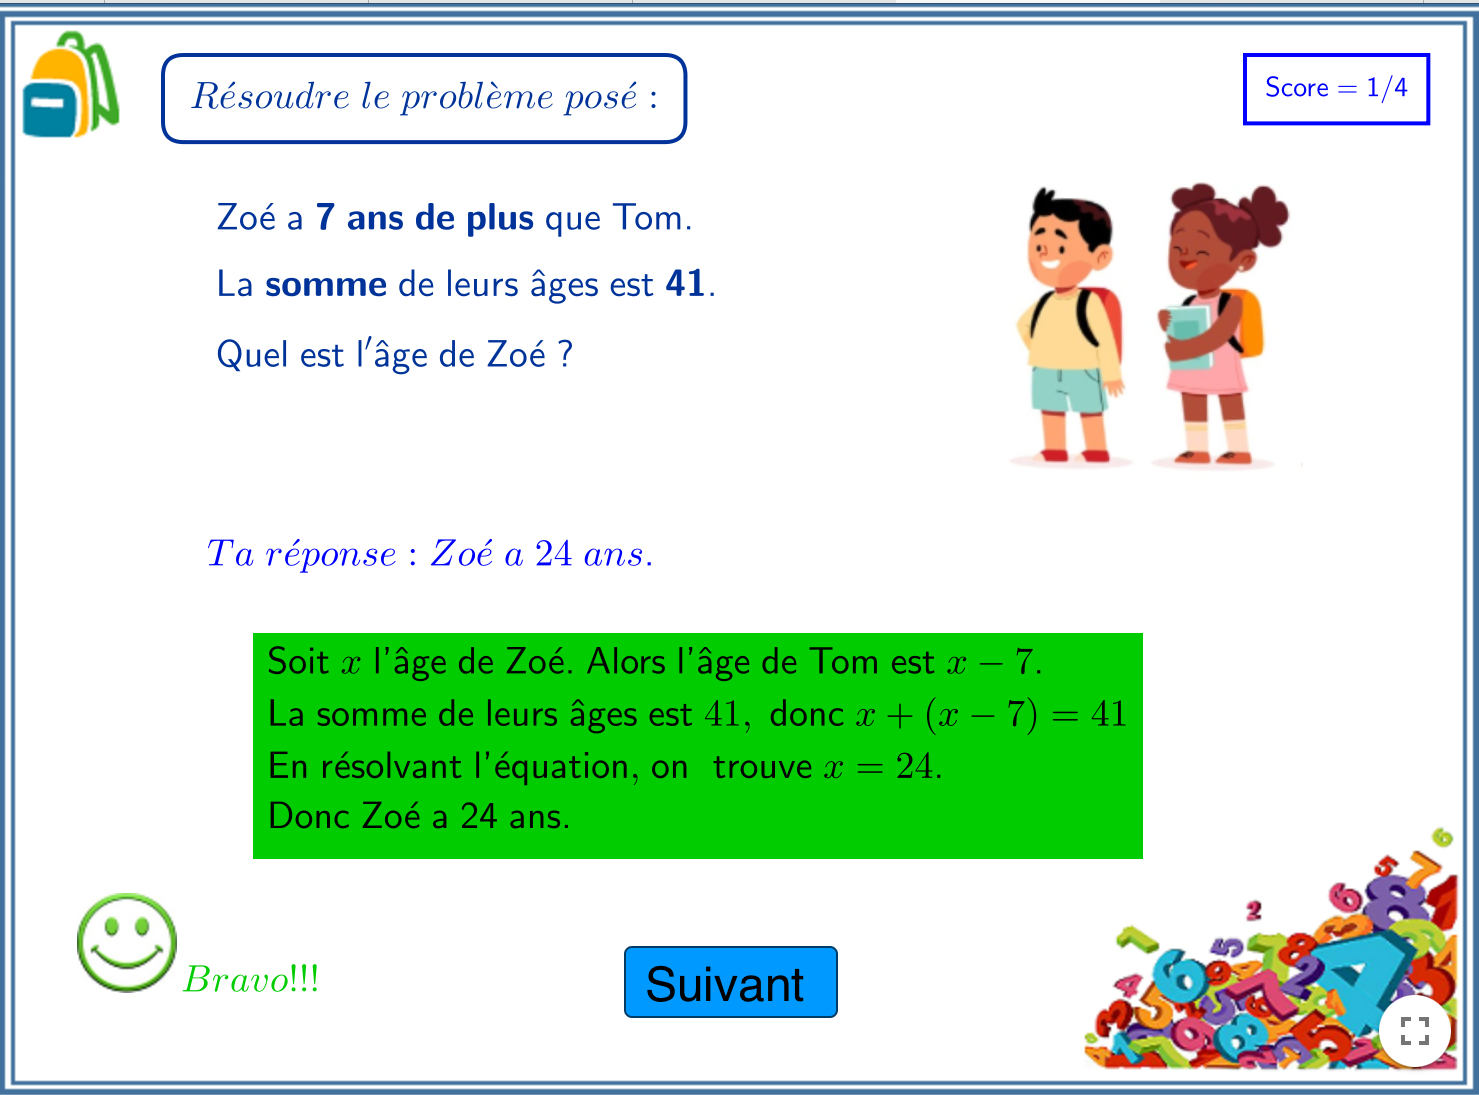 Résoudre le problème posé :
Score = 1/4
Zoé a 7 ans de plus que Tom.
La somme de leurs âges est 41.
Quel est l'âge de Zoé ?
Ta réponse : Zoé a 24 ans.
Soit x l'âge de Zoé. Alors l'âge de Tom est x − 7.
La somme de leurs âges est 41, donc x + (x − 7) = 41
En résolvant l'équation, on trouve x = 24.
Donc Zoé a 24 ans.
Bravo!!!
Suivant